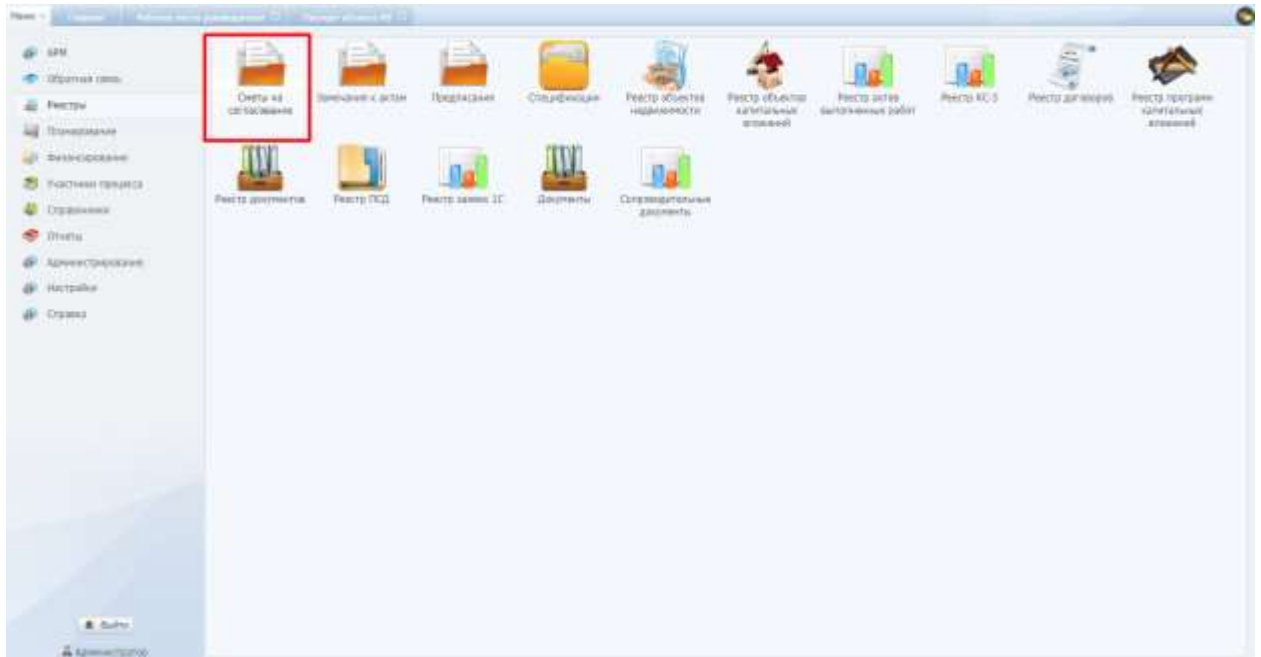 Меню
Главная
АРМ
Обратная связь
Реестры
Планирование
Финансирование
Участники процесса
Справочники
Отчеты
Администрирование
Настройки
Справка
Сметы на
согласование
Замечания к актам
Предписания
Спецификации
Реестр объектов
недвижимости
Реестр объектов
капитальных
вложений
Реестр актов
выполненных работ
Реестр КС-3
Реестр договоров
Реестр программ
капитальных
вложений
Реестр документов
Реестр ПСД
Реестр заявок 1С
Документы
Сопроводительные
документы
Выйти
Администратор